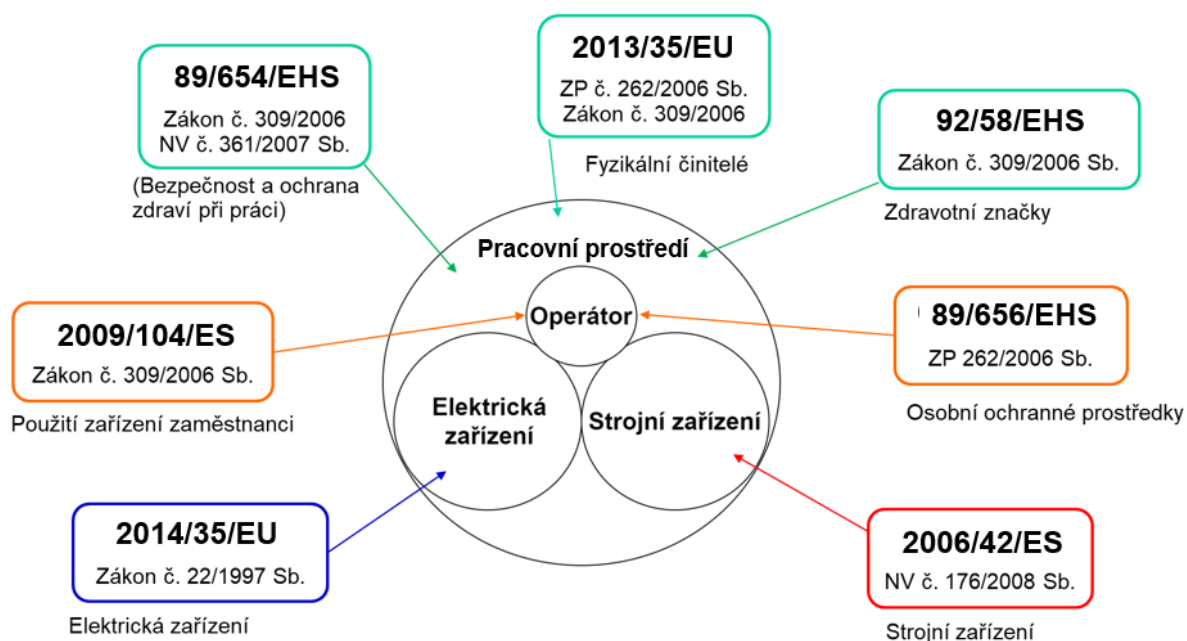 2013/35/EU
ZP č. 262/2006 Sb.
Zákon č. 309/2006
Fyzikální činitelé
89/654/EHS
Zákon č. 309/2006
NV č. 361/2007 Sb.
(Bezpečnost a ochrana
zdraví při práci)
92/58/EHS
Zákon č. 309/2006 Sb.
Zdravotní značky
Pracovní prostředí
Operátor
2009/104/ES
Zákon č. 309/2006 Sb.
Použití zařízení zaměstnanci
89/656/EHS
ZP 262/2006 Sb.
Osobní ochranné prostředky
Elektrická
zařízení
Strojní zařízení
2014/35/EU
Zákon č. 22/1997 Sb.
Elektrická zařízení
2006/42/ES
NV č. 176/2008 Sb.
Strojní zařízení